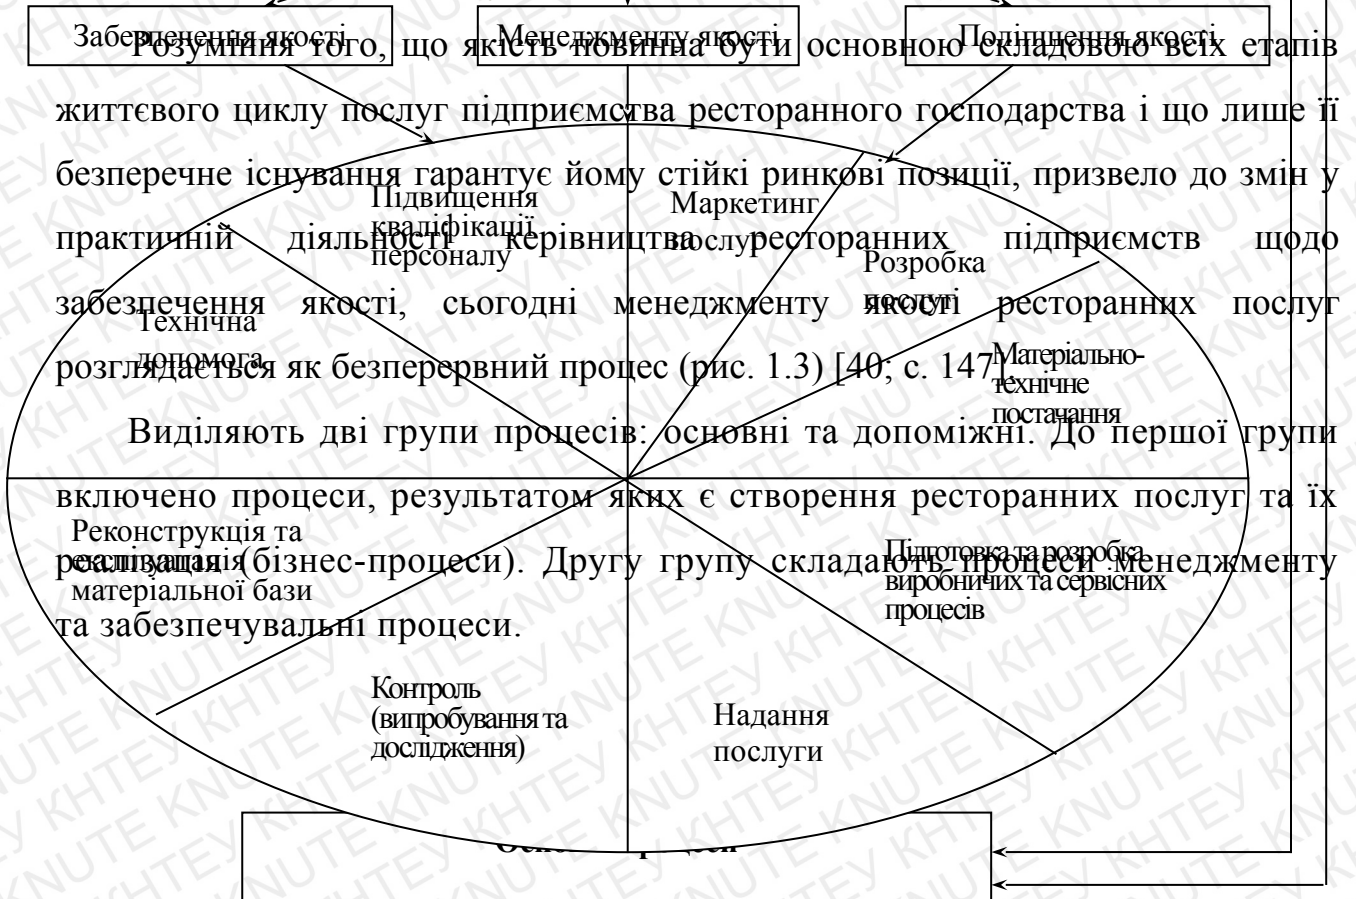 Забезпечення якості
Менеджменту якості
Поліпшення якості
Розуміння того, що якість повинна бути основною складовою всіх етапів
життєвого циклу послуг підприємства ресторанного господарства і що лише її
безперечне існування гарантує йому стійкі ринкові позиції, призвело до змін у
практичній діяльності керівництва ресторанних підприємств щодо
забезпечення якості, сьогодні менеджменту якості ресторанних послуг
розглядається як безперервний процес (рис. 1.3) [40; с. 147].
Виділяють дві групи процесів: основні та допоміжні. До першої групи
включено процеси, результатом яких є створення ресторанних послуг та їх
реалізація (бізнес-процеси). Другу групу складають процеси менеджменту
та забезпечувальні процеси.
Підвищення
кваліфікації
персоналу
Маркетинг
послуг
Розробка
послуг
Технічна
допомога
Матеріально-
технічне
постачання
Реконструкція та
експлуатація
матеріальної бази
Підготовка та розробка
виробничих та сервісних
процесів
Контроль
(випробування та
дослідження)
Надання
послуги
KNUTE КНТЕУ